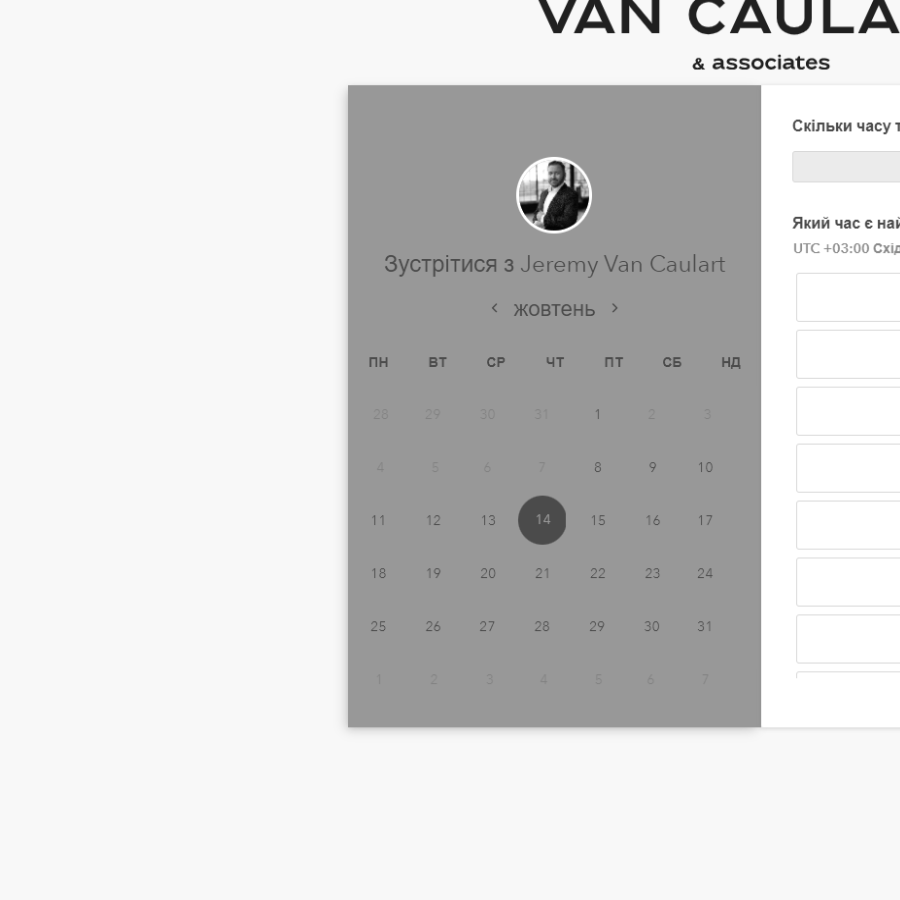 VAN CAULA
& associates
Зустрітися з Jeremy Van Caulart
жовтень
ПН ВТ СР ЧТ ПТ СБ НД
28 29 30 31 1 2 3
4 5 6 7 8 9 10
11 12 13 14 15 16 17
18 19 20 21 22 23 24
25 26 27 28 29 30 31
1 2 3 4 5 6 7
Скільки часу
Який час є
UTC +03:00